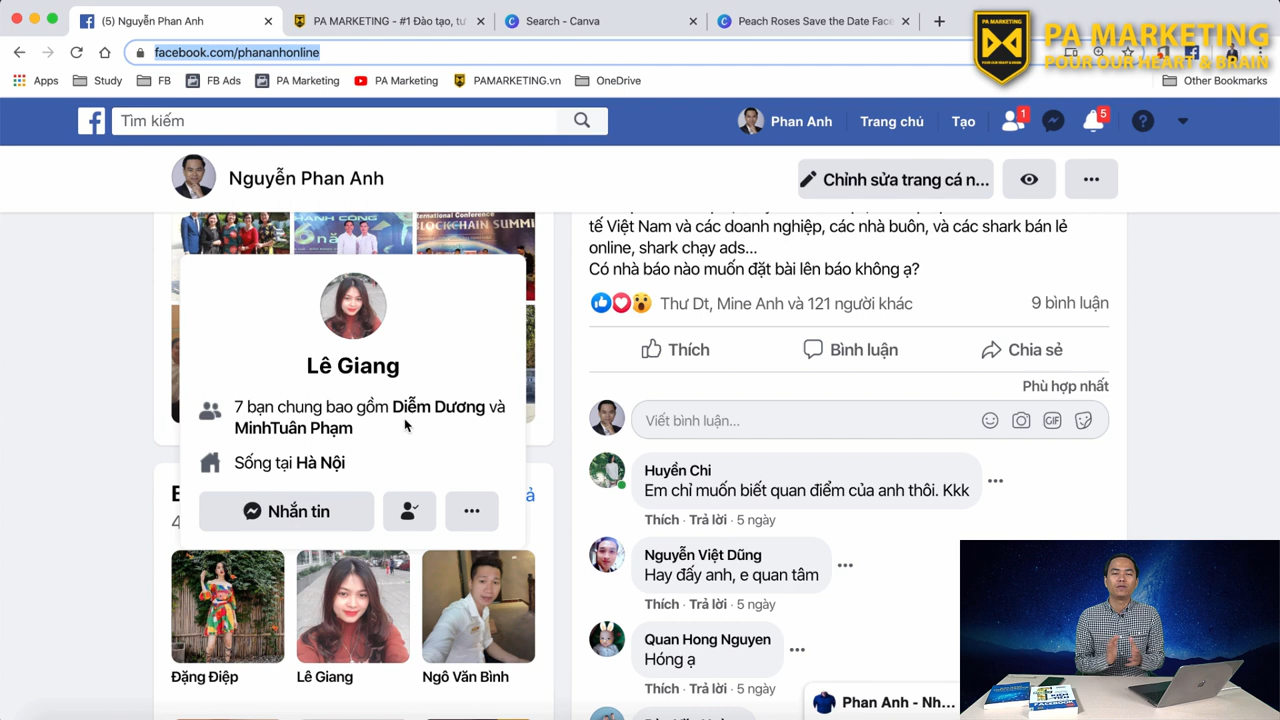 (5) Nguyễn Phan Anh
PA MARKETING - #1 Đào tạo, tư
Search - Canva
Peach Roses Save the Date Face
facebook.com/phananhonline
PA MARKETING
POUR OUR HEART & BRAIN
Apps
Study
FB
FB Ads
PA Marketing
PA Marketing
PAMARKETING.vn
OneDrive
Other Bookmarks
Tìm kiếm
Phan Anh
Trang chủ
Tạo
1
5
Nguyễn Phan Anh
Chỉnh sửa trang cá n...
tế Việt Nam và các doanh nghiệp, các nhà buôn, và các shark bán lẻ
online, shark chạy ads...
Có nhà báo nào muốn đặt bài lên báo không ạ?
Thư Dt, Mine Anh và 121 người khác
9 bình luận
Thích
Bình luận
Chia sẻ
Phù hợp nhất
Viết bình luận...
GIF
Huyền Chi
Em chỉ muốn biết quan điểm của anh thôi. Kkk
Thích · Trả lời · 5 ngày
Nguyễn Việt Dũng
Hay đấy anh, e quan tâm
Thích · Trả lời · 5 ngày
Quan Hong Nguyen
Hóng ạ
Thích · Trả lời · 5 ngày
Phan Anh - Nh...
Lê Giang
7 bạn chung bao gồm Diễm Dương và
MinhTuân Phạm
Sống tại Hà Nội
Nhắn tin
Đặng Điệp
Lê Giang
Ngô Văn Bình